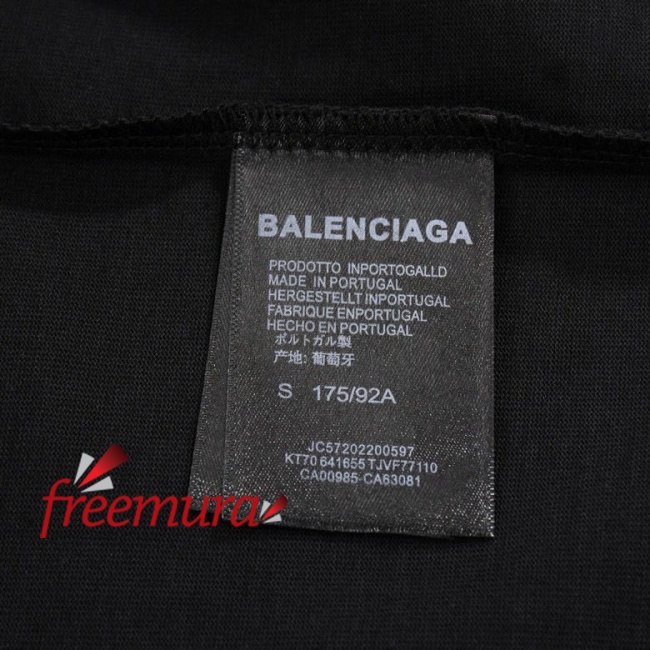 BALENCIAGA
PRODOTTO INPORTOGALLD
MADE IN PORTUGAL
HERGESTELLT INPORTUGAL
FABRIQUE ENPORTUGAL
HECHO EN PORTUGAL
ポルトガル製
产地: 葡萄牙
S 175/92A
JC57202200597
KT70 641655 TJVF77110
CA00985-CA63081
freemura